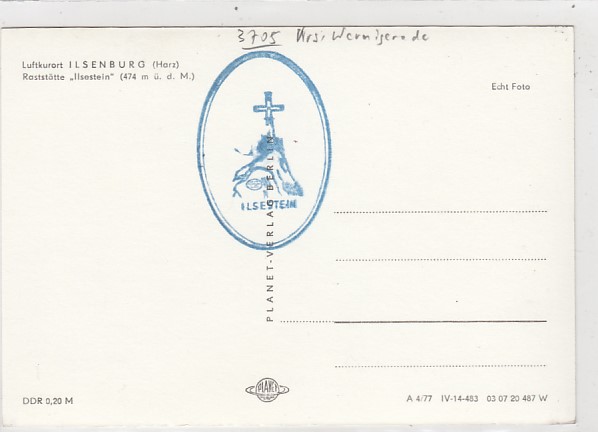 3705 Krs. Wernigerode
Luftkurort ILSENBURG (Harz)
Raststätte „Ilsestein" (474 m ü. d. M.)
Echt Foto
ILSESTEIN
PLANET-VERLAG BERLIN
PLANET
DDR 0,20 M
A 4/77 IV-14-483 03 07 20 487 W